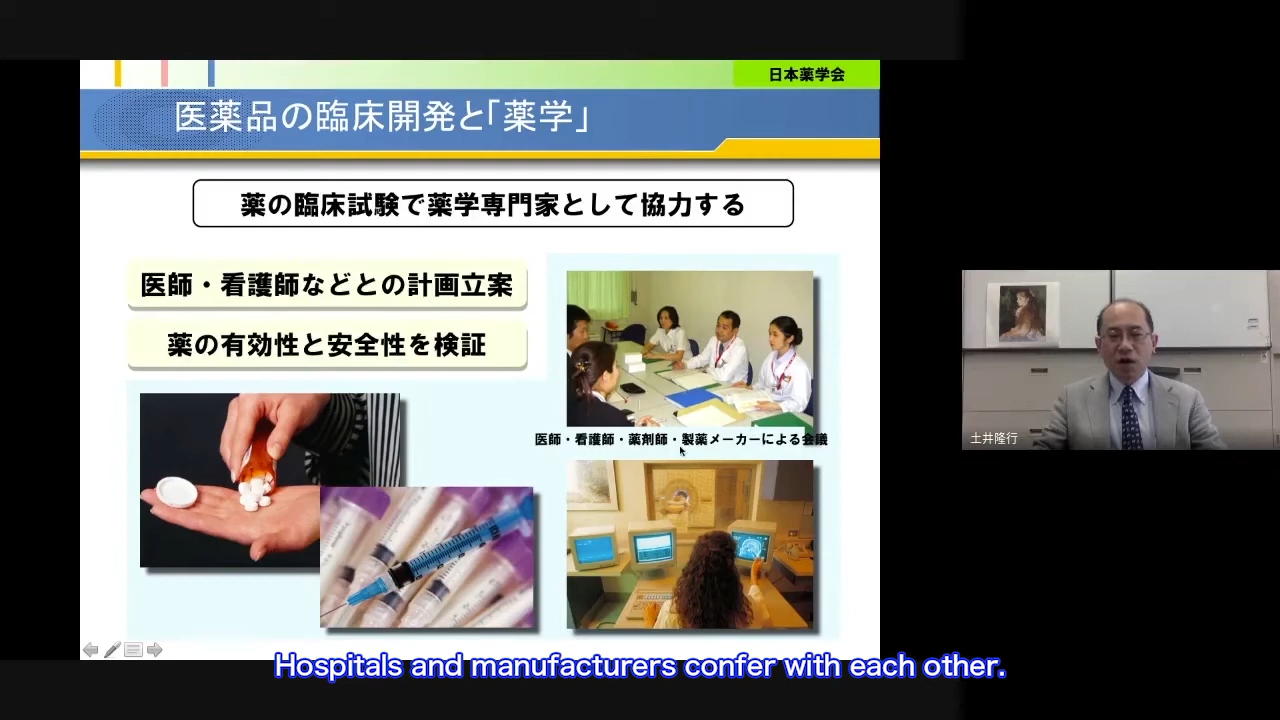 日本薬学会
医薬品の臨床開発と「薬学」
薬の臨床試験で薬学専門家として協力する
医師・看護師などとの計画立案
薬の有効性と安全性を検証
医師・看護師・薬剤師・製薬メーカーによる会議
土井隆行
Hospitals and manufacturers confer with each other.